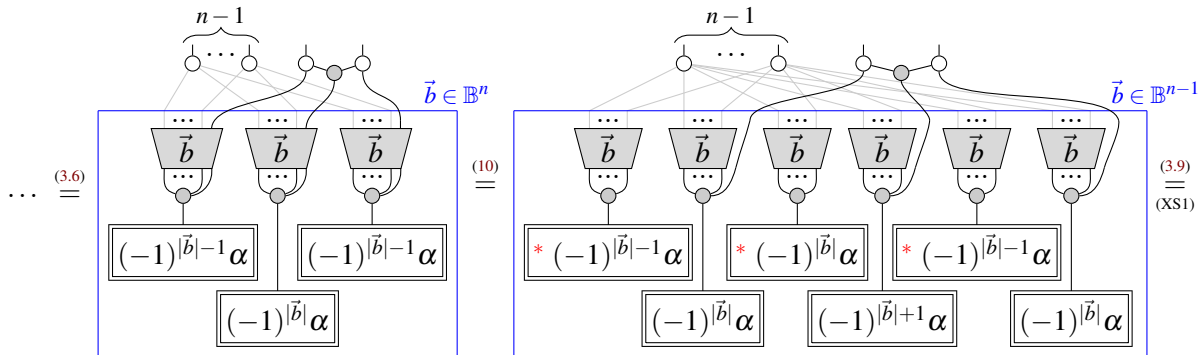 n − 1 n − 1
⋯ ⋯
b⃗ ∈ 𝔹ⁿ b⃗ ∈ 𝔹ⁿ⁻¹
⋯ ⋯ ⋯ ⋯ ⋯ ⋯ ⋯ ⋯ ⋯
b⃗ b⃗ b⃗ b⃗ b⃗ b⃗ b⃗ b⃗ b⃗
⋯ ⋯ ⋯ ⋯ ⋯ ⋯ ⋯ ⋯ ⋯
⋯ (3.6) = (10) = (3.9) = (XS1)
(−1)^{|b⃗|−1}α (−1)^{|b⃗|−1}α * (−1)^{|b⃗|−1}α * (−1)^{|b⃗|}α * (−1)^{|b⃗|−1}α
(−1)^{|b⃗|}α (−1)^{|b⃗|}α (−1)^{|b⃗|+1}α (−1)^{|b⃗|}α